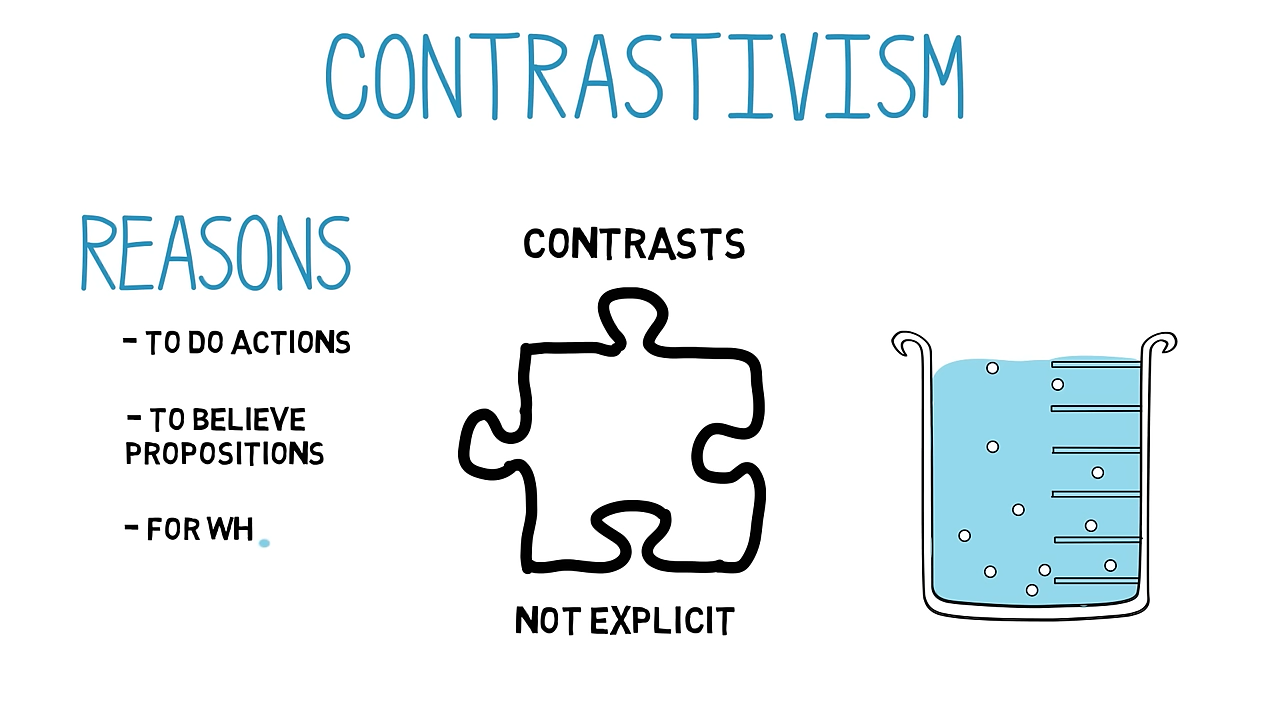 CONTRASTIVISM
REASONS
- TO DO ACTIONS
- TO BELIEVE
PROPOSITIONS
- FOR WH
CONTRASTS
NOT EXPLICIT